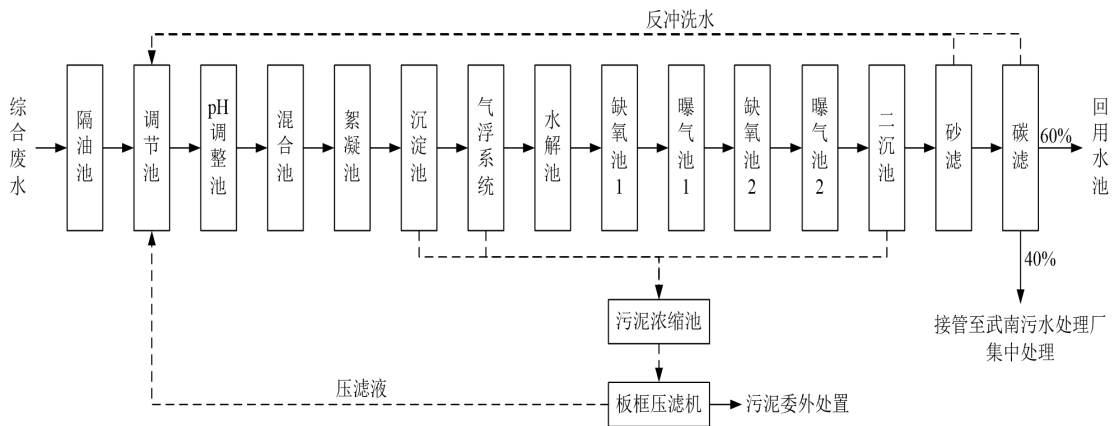 反冲洗水
综合废水
隔油池
调节池
pH调整池
混合池
絮凝池
沉淀池
气浮系统
水解池
缺氧池1
曝气池1
缺氧池2
曝气池2
二沉池
砂滤
碳滤
60%
回用水池
40%
接管至武南污水处理厂
集中处理
污泥浓缩池
压滤液
板框压滤机
污泥委外处置